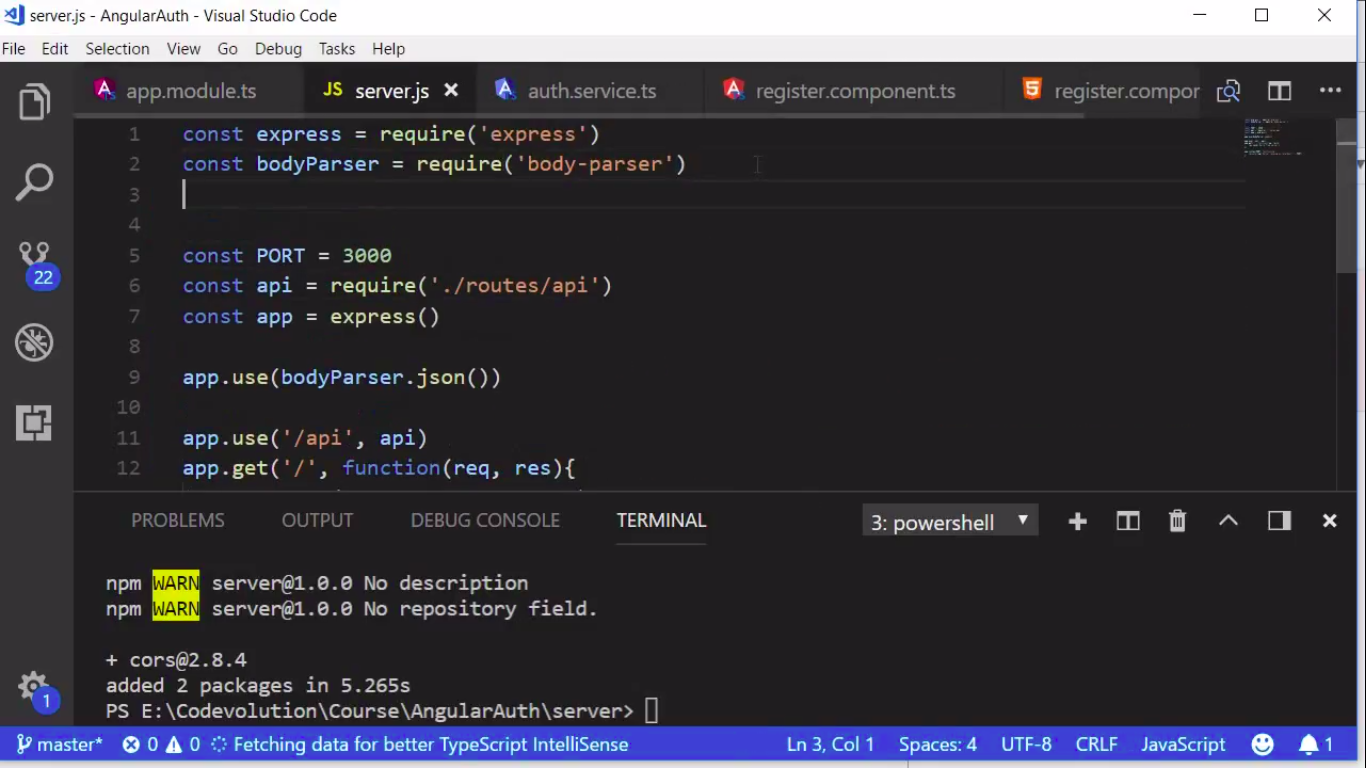 server.js - AngularAuth - Visual Studio Code
File Edit Selection View Go Debug Tasks Help
app.module.ts JS server.js auth.service.ts register.component.ts register.compor
1 const express = require('express')
2 const bodyParser = require('body-parser')
3
4
5 const PORT = 3000
6 const api = require('./routes/api')
7 const app = express()
8
9 app.use(bodyParser.json())
10
11 app.use('/api', api)
12 app.get('/', function(req, res){
22
PROBLEMS OUTPUT DEBUG CONSOLE TERMINAL 3: powershell
npm WARN server@1.0.0 No description
npm WARN server@1.0.0 No repository field.
+ cors@2.8.4
added 2 packages in 5.265s
PS E:\Codevolution\Course\AngularAuth\server>
1
master* 0 0 Fetching data for better TypeScript IntelliSense Ln 3, Col 1 Spaces: 4 UTF-8 CRLF JavaScript 1